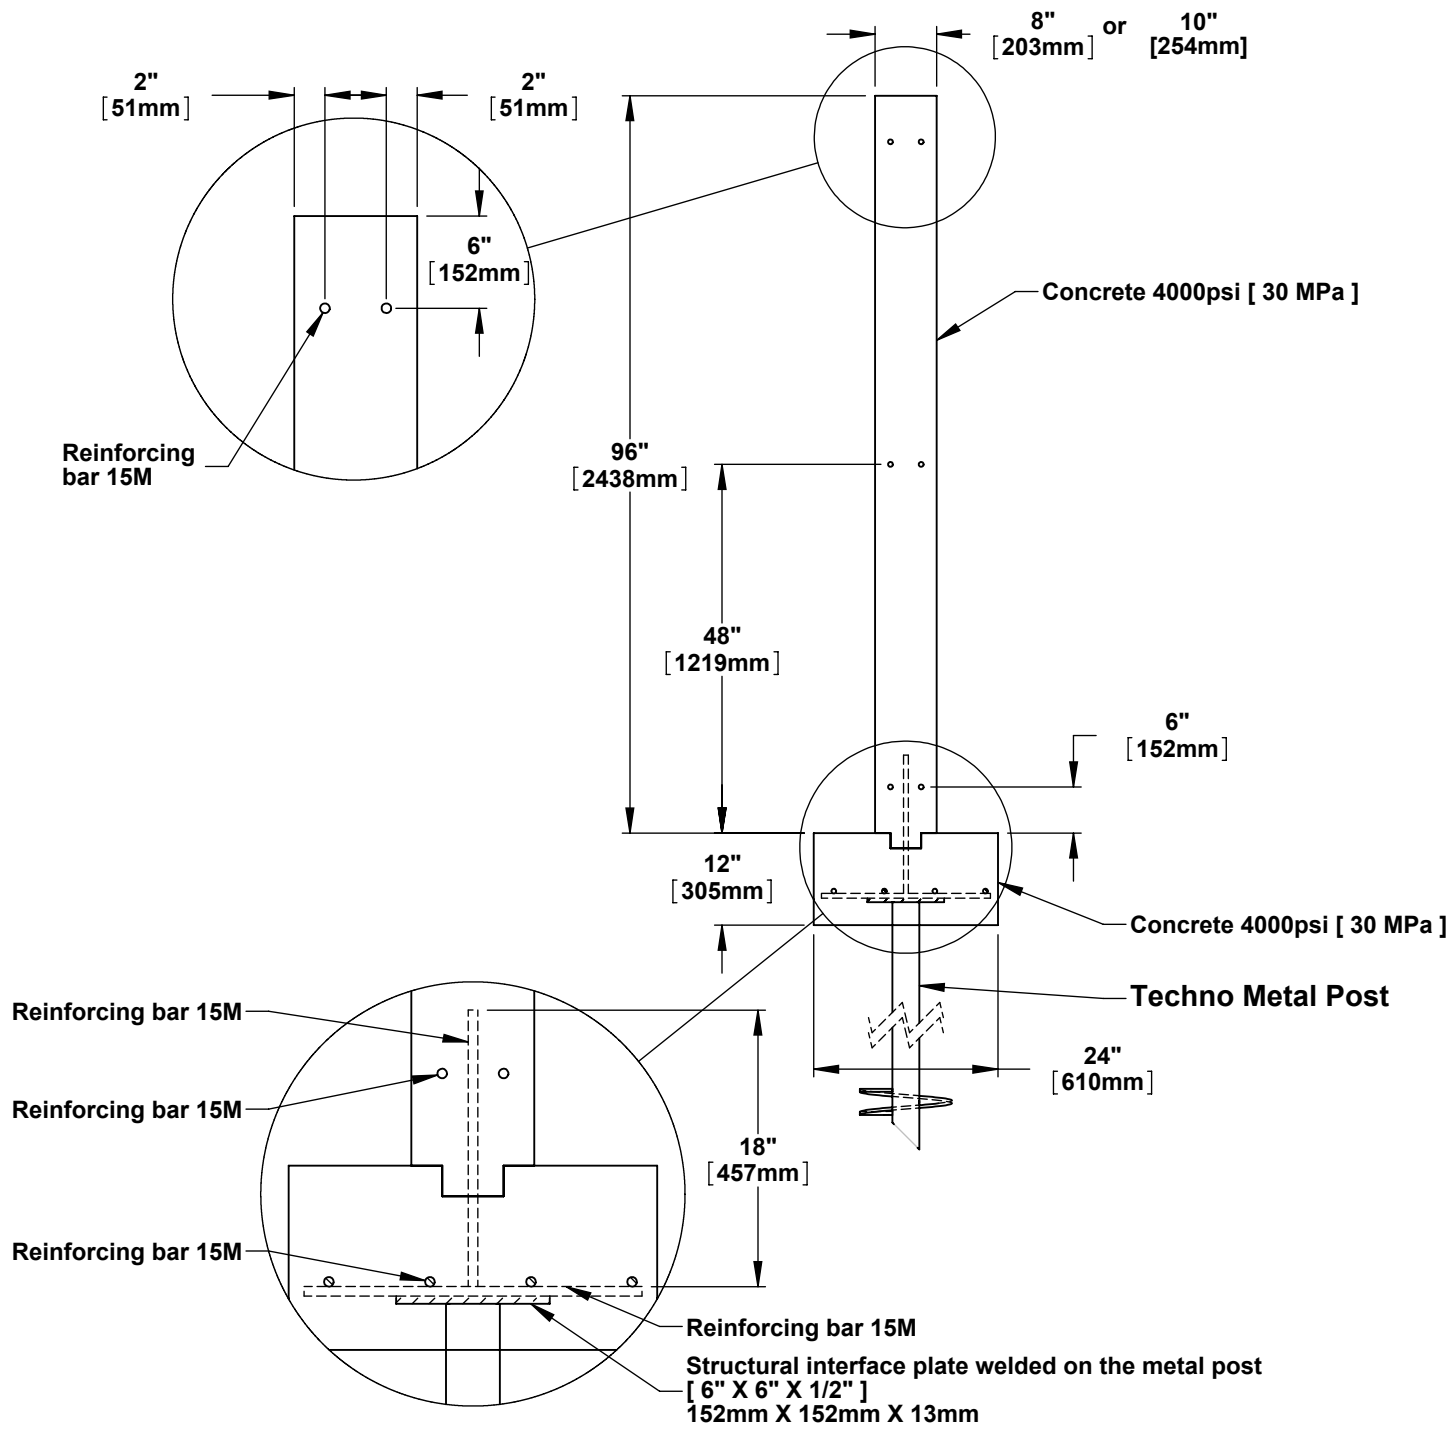 8" or 10"
[203mm] [254mm]
2" 2"
[51mm] [51mm]
6"
[152mm]
Concrete 4000psi [ 30 MPa ]
Reinforcing
bar 15M
96"
[2438mm]
48"
[1219mm]
6"
[152mm]
12"
[305mm]
Concrete 4000psi [ 30 MPa ]
Techno Metal Post
24"
[610mm]
Reinforcing bar 15M
Reinforcing bar 15M
18"
[457mm]
Reinforcing bar 15M
Reinforcing bar 15M
Structural interface plate welded on the metal post
[ 6" X 6" X 1/2" ]
152mm X 152mm X 13mm